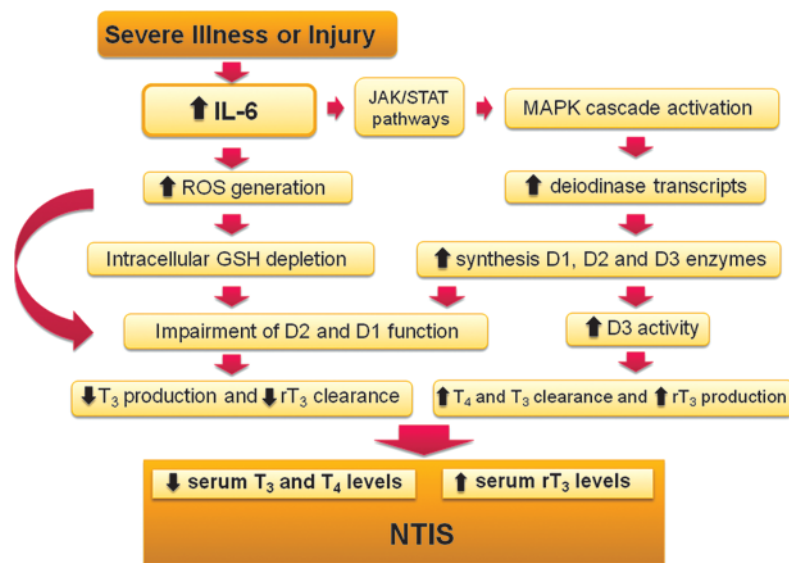 Severe Illness or Injury
⬆ IL-6
JAK/STAT
pathways
MAPK cascade activation
⬆ ROS generation
⬆ deiodinase transcripts
Intracellular GSH depletion
⬆ synthesis D1, D2 and D3 enzymes
Impairment of D2 and D1 function
⬆ D3 activity
⬇T₃ production and ⬇rT₃ clearance
⬆ T₄ and T₃ clearance and ⬆ rT₃ production
⬇ serum T₃ and T₄ levels
⬆ serum rT₃ levels
NTIS